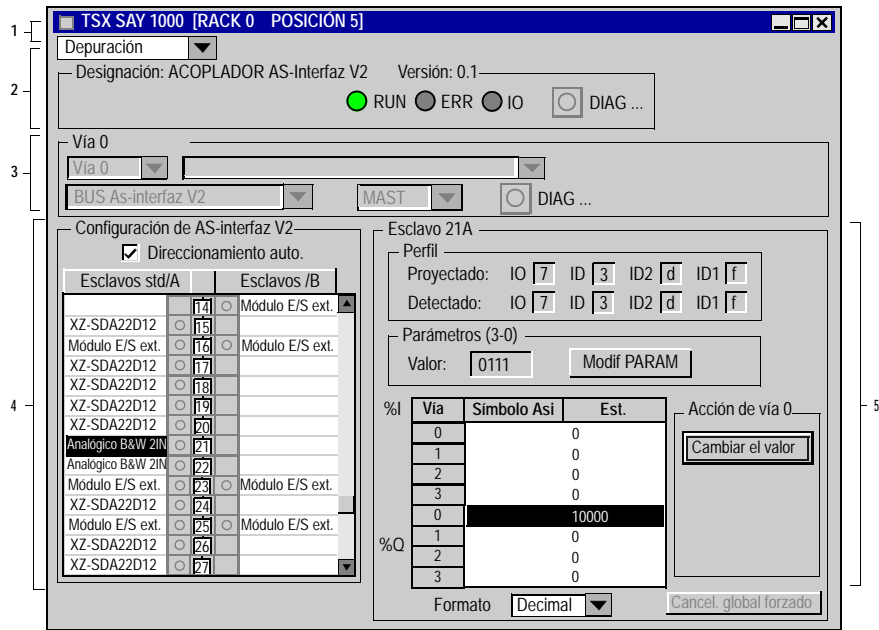 TSX SAY 1000 [RACK 0 POSICIÓN 5]
1
Depuración
2
Designación: ACOPLADOR AS-Interfaz V2 Versión: 0.1
RUN ERR IO DIAG ...
3
Vía 0
Vía 0
BUS As-interfaz V2 MAST DIAG ...
4
Configuración de AS-interfaz V2
Direccionamiento auto.
Esclavos std/A Esclavos /B
14 Módulo E/S ext.
XZ-SDA22D12 15
Módulo E/S ext. 16 Módulo E/S ext.
XZ-SDA22D12 17
XZ-SDA22D12 18
XZ-SDA22D12 19
XZ-SDA22D12 20
Analógico B&W 2IN 21
Analógico B&W 2IN 22
Módulo E/S ext. 23 Módulo E/S ext.
XZ-SDA22D12 24
Módulo E/S ext. 25 Módulo E/S ext.
XZ-SDA22D12 26
XZ-SDA22D12 27
5
Esclavo 21A
Perfil
Proyectado: IO 7 ID 3 ID2 d ID1 f
Detectado: IO 7 ID 3 ID2 d ID1 f
Parámetros (3-0)
Valor: 0111 Modif PARAM
%I Vía Símbolo Asi Est.
0 0
1 0
2 0
3 0
%Q
0 10000
1 0
2 0
3 0
Acción de vía 0
Cambiar el valor
Formato Decimal
Cancel. global forzado